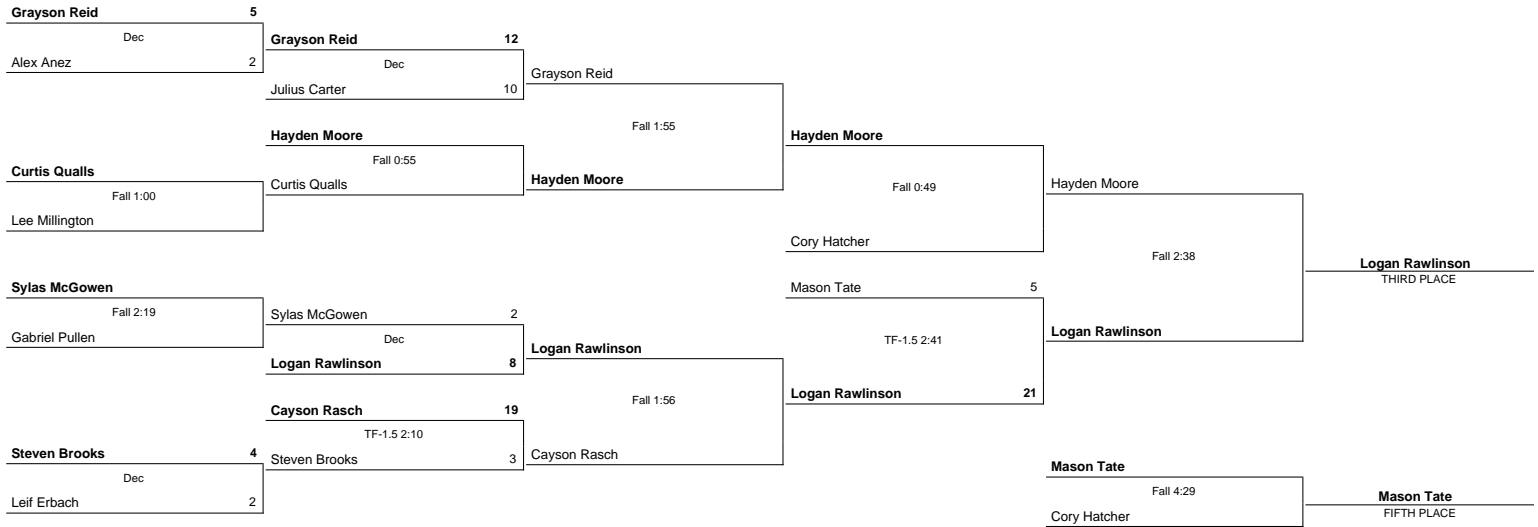 Grayson Reid 5
Dec
Alex Anez 2
Curtis Qualls
Fall 1:00
Lee Millington
Sylas McGowen
Fall 2:19
Gabriel Pullen
Steven Brooks 4
Dec
Leif Erbach 2
Grayson Reid 12
Dec
Julius Carter 10
Hayden Moore
Fall 0:55
Curtis Qualls
Sylas McGowen 2
Dec
Logan Rawlinson 8
Cayson Rasch 19
TF-1.5 2:10
Steven Brooks 3
Grayson Reid
Fall 1:55
Hayden Moore
Logan Rawlinson
Fall 1:56
Cayson Rasch
Hayden Moore
Fall 0:49
Cory Hatcher
Mason Tate 5
TF-1.5 2:41
Logan Rawlinson 21
Hayden Moore
Fall 2:38
Logan Rawlinson
Mason Tate
Fall 4:29
Cory Hatcher
Logan Rawlinson
THIRD PLACE
Mason Tate
FIFTH PLACE